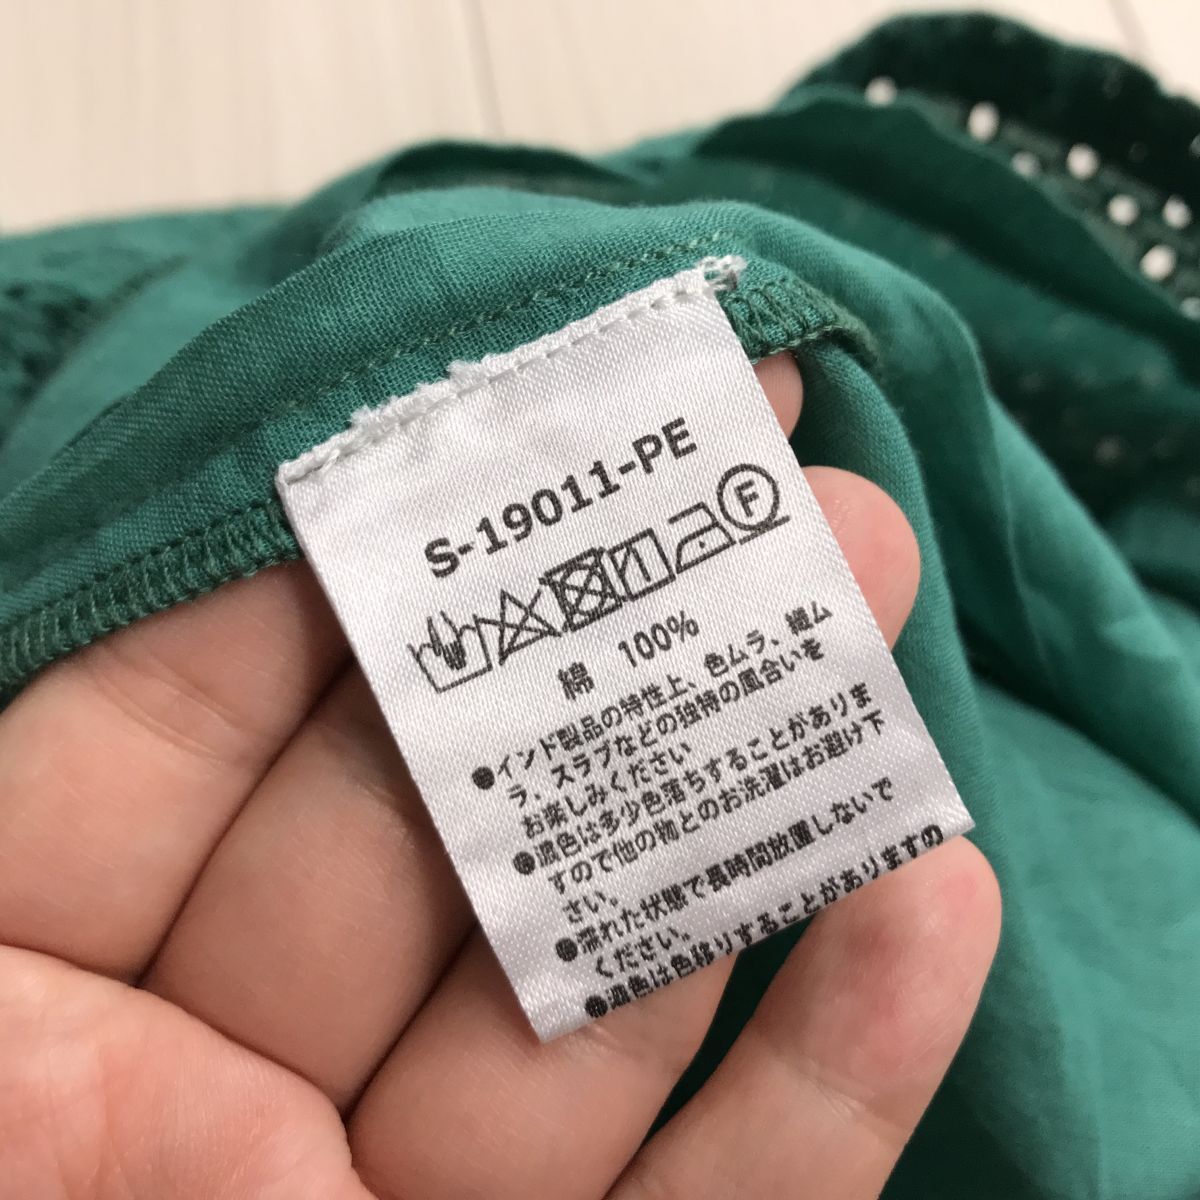 S-19011-PE
F
綿 100%
●インド製品の特性上、色ムラ、縦ム
ラ、スラブなどの独特の風合いを
お楽しみください
●濃色は多少色落ちすることがありま
すので他の物とのお洗濯はお避け下
さい。
●濡れた状態で長時間放置しないで
ください。
●濃色は色移りすることがありますの